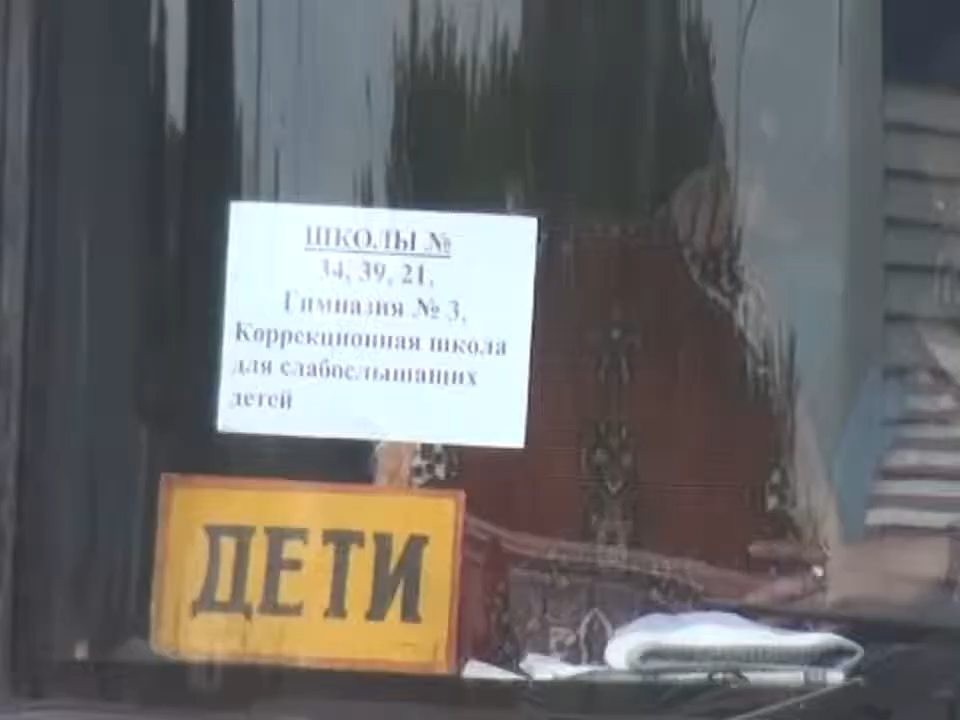 ШКОЛЫ №
34, 39, 21,
Гимназия № 3,
Коррекционная школа
для слабослышащих
детей
ДЕТИ